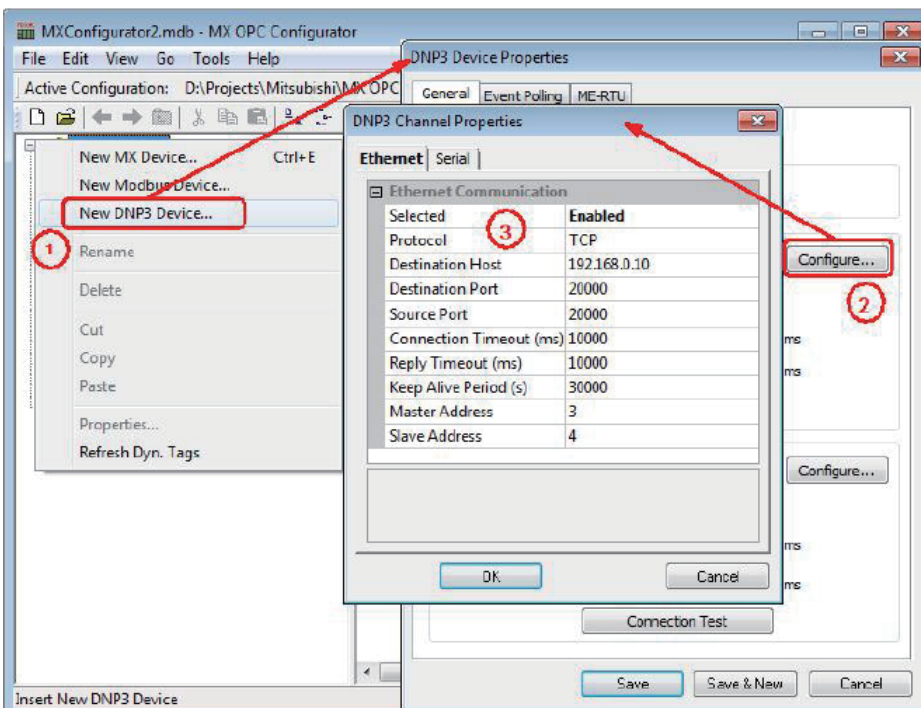 MXConfigurator2.mdb - MX OPC Configurator
File Edit View Go Tools Help
Active Configuration: D:\Projects\Mitsubishi\MX OPC
DNP3 Device Properties
General Event Polling ME-RTU
New MX Device... Ctrl+E
New Modbus Device...
New DNP3 Device...
1
Rename
Delete
Cut
Copy
Paste
Properties...
Refresh Dyn. Tags
DNP3 Channel Properties
Ethernet Serial
Ethernet Communication
Selected Enabled
3
Protocol TCP
Destination Host 192.168.0.10
Destination Port 20000
Source Port 20000
Connection Timeout (ms) 10000
Reply Timeout (ms) 10000
Keep Alive Period (s) 30000
Master Address 3
Slave Address 4
OK Cancel
Configure...
2
ms
ms
Configure...
ms
ms
Connection Test
Save Save & New Cancel
Insert New DNP3 Device